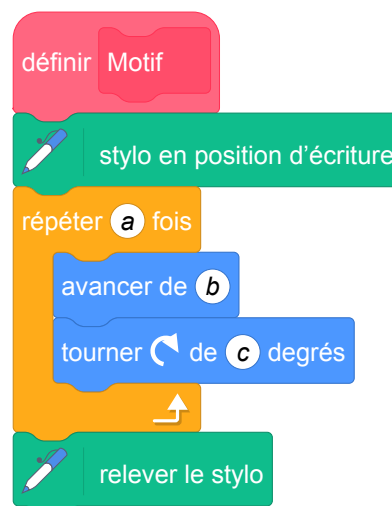 définir Motif
stylo en position d’écriture
répéter a fois
avancer de b
tourner de c degrés
relever le stylo